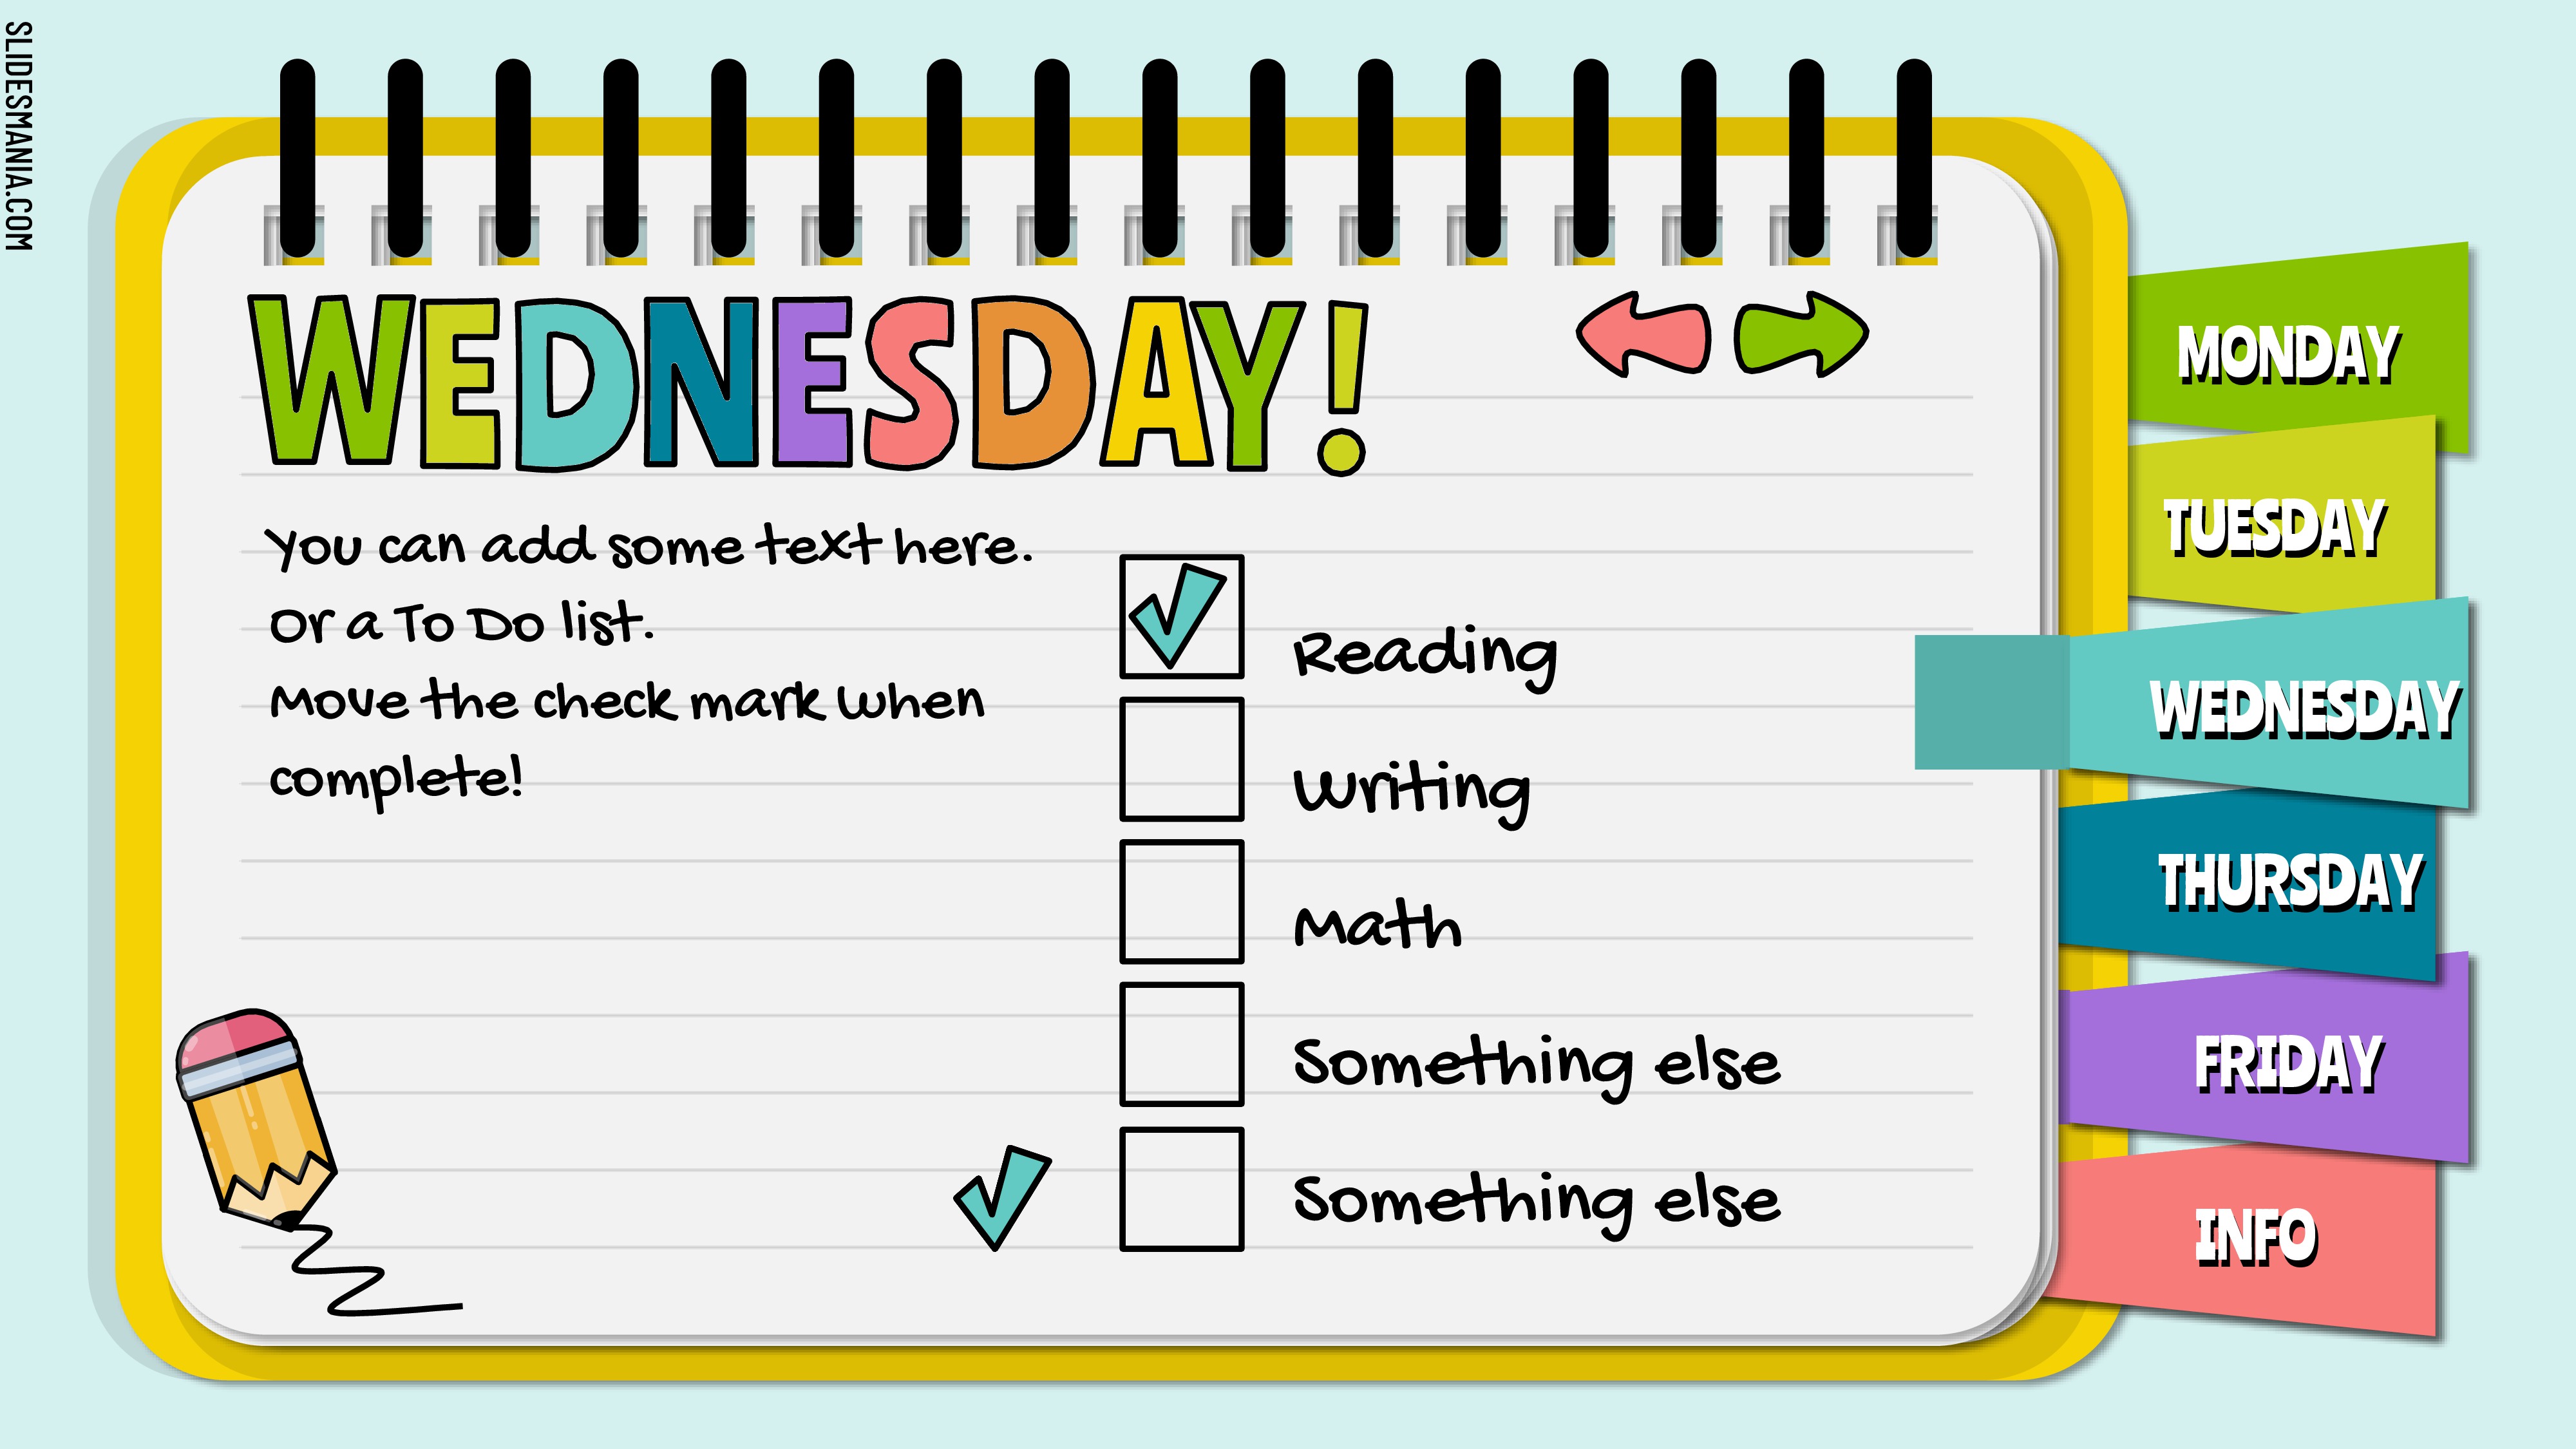 SLIDESMANIA.COM
WEDNESDAY!
You can add some text here.
Or a To Do list.
Move the check mark when
complete!
Reading
Writing
Math
Something else
Something else
MONDAY
TUESDAY
WEDNESDAY
THURSDAY
FRIDAY
INFO